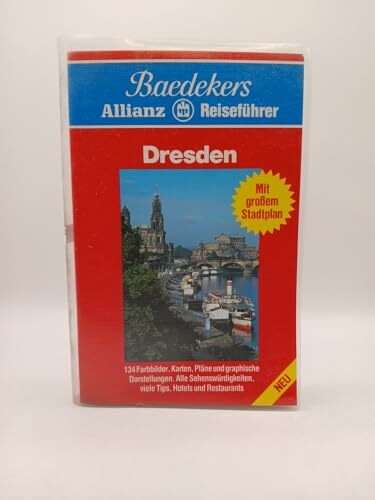 Baedekers
Allianz Reiseführer
Dresden
Mit
großem
Stadtplan
134 Farbbilder, Karten, Pläne und graphische
Darstellungen. Alle Sehenswürdigkeiten,
viele Tips, Hotels und Restaurants
NEU